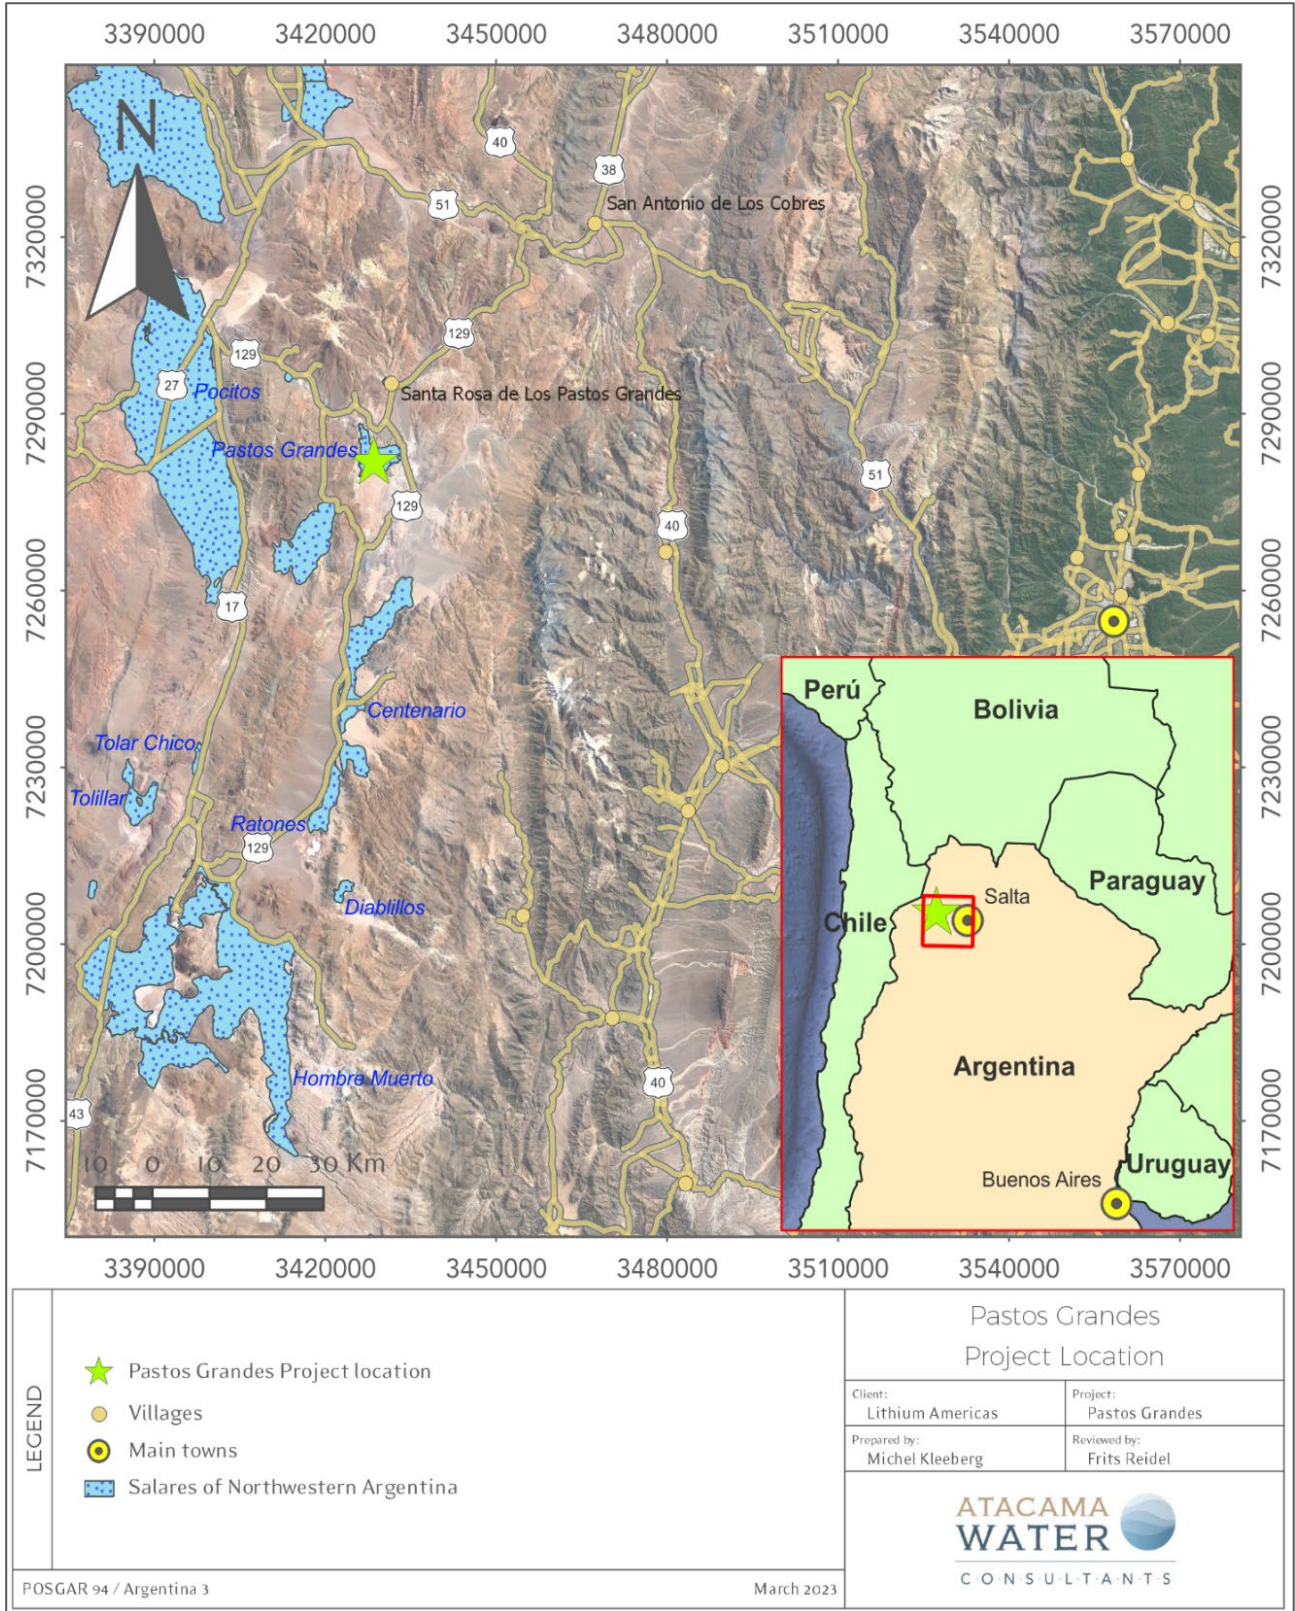 3390000 3420000 3450000 3480000 3510000 3540000 3570000
N
40
38
51
San Antonio de Los Cobres
7320000
7320000
129
129
27
Pocitos
Santa Rosa de Los Pastos Grandes
7290000
7290000
Pastos Grandes
51
129
40
7260000
7260000
17
Centenario
Tolar Chico
7230000
7230000
Tolillar
Ratones
129
Diablillos
7200000
7200000
Hombre Muerto
40
43
7170000
7170000
10 0 10 20 30 Km
Perú
Bolivia
Paraguay
Salta
Chile
Argentina
Uruguay
Buenos Aires
3390000 3420000 3450000 3480000 3510000 3540000 3570000
LEGEND
Pastos Grandes Project location
Villages
Main towns
Salares of Northwestern Argentina
POSGAR 94 / Argentina 3
March 2023
Pastos Grandes
Project Location
Client:
Lithium Americas
Project:
Pastos Grandes
Prepared by:
Michel Kleeberg
Reviewed by:
Frits Reidel
ATACAMA
WATER
C·O·N·S·U·L·T·A·N·T·S